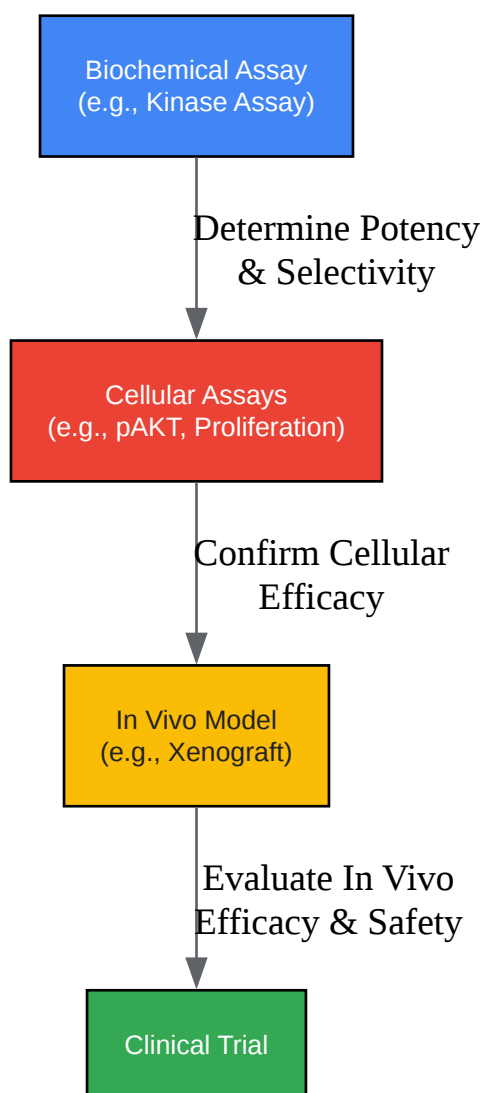 Biochemical Assay
(e.g., Kinase Assay)
Determine Potency
& Selectivity
Cellular Assays
(e.g., pAKT, Proliferation)
Confirm Cellular
Efficacy
In Vivo Model
(e.g., Xenograft)
Evaluate In Vivo
Efficacy & Safety
Clinical Trial